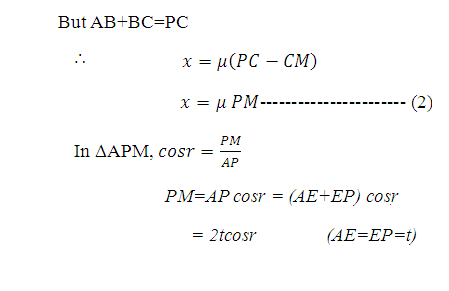 But AB+BC=PC
∴ x = μ(PC − CM)
x = μ PM------------------------ (2)
In ΔAPM, cosr = PM/AP
PM=AP cosr = (AE+EP) cosr
= 2tcosr (AE=EP=t)